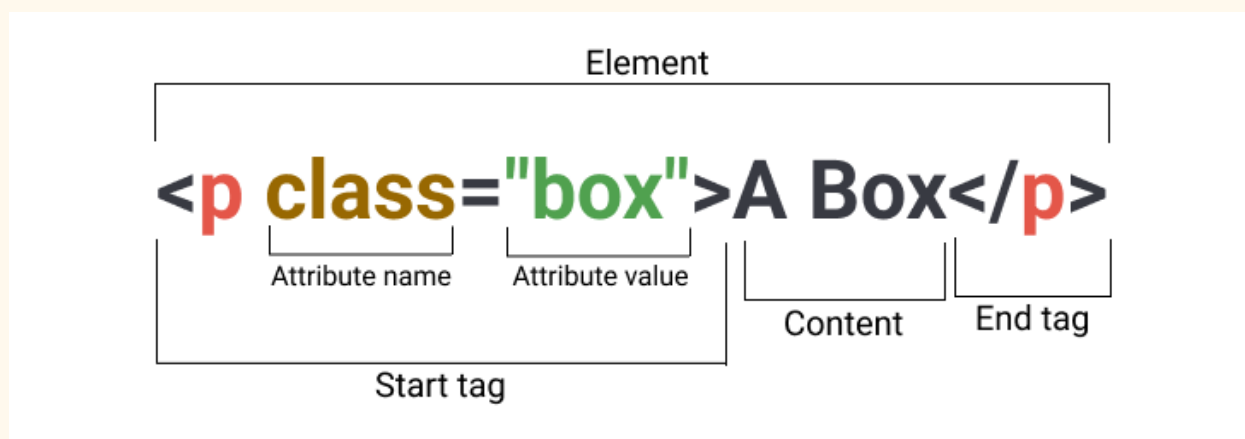 Element
<p class="box">A Box</p>
Attribute name Attribute value
Content End tag
Start tag